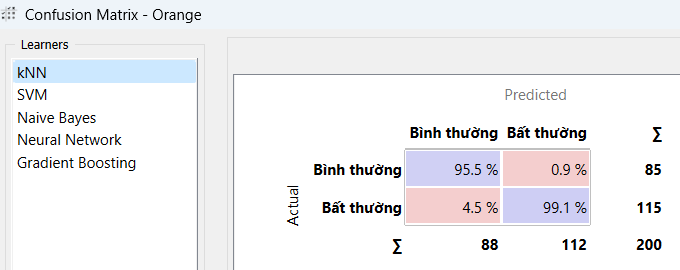 Confusion Matrix - Orange
Learners
kNN
SVM
Naive Bayes
Neural Network
Gradient Boosting
Predicted
Bình thường Bất thường ∑
Actual
Bình thường 95.5 % 0.9 % 85
Bất thường 4.5 % 99.1 % 115
∑ 88 112 200